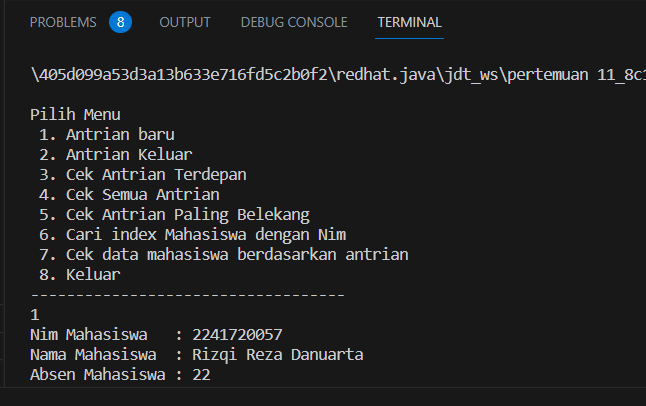 PROBLEMS 8 OUTPUT DEBUG CONSOLE TERMINAL
\405d099a53d3a13b633e716fd5c2b0f2\redhat.java\jdt_ws\pertemuan 11_8c1
Pilih Menu
1. Antrian baru
2. Antrian Keluar
3. Cek Antrian Terdepan
4. Cek Semua Antrian
5. Cek Antrian Paling Belekang
6. Cari index Mahasiswa dengan Nim
7. Cek data mahasiswa berdasarkan antrian
8. Keluar
-----------------------------------
1
Nim Mahasiswa   : 2241720057
Nama Mahasiswa  : Rizqi Reza Danuarta
Absen Mahasiswa : 22